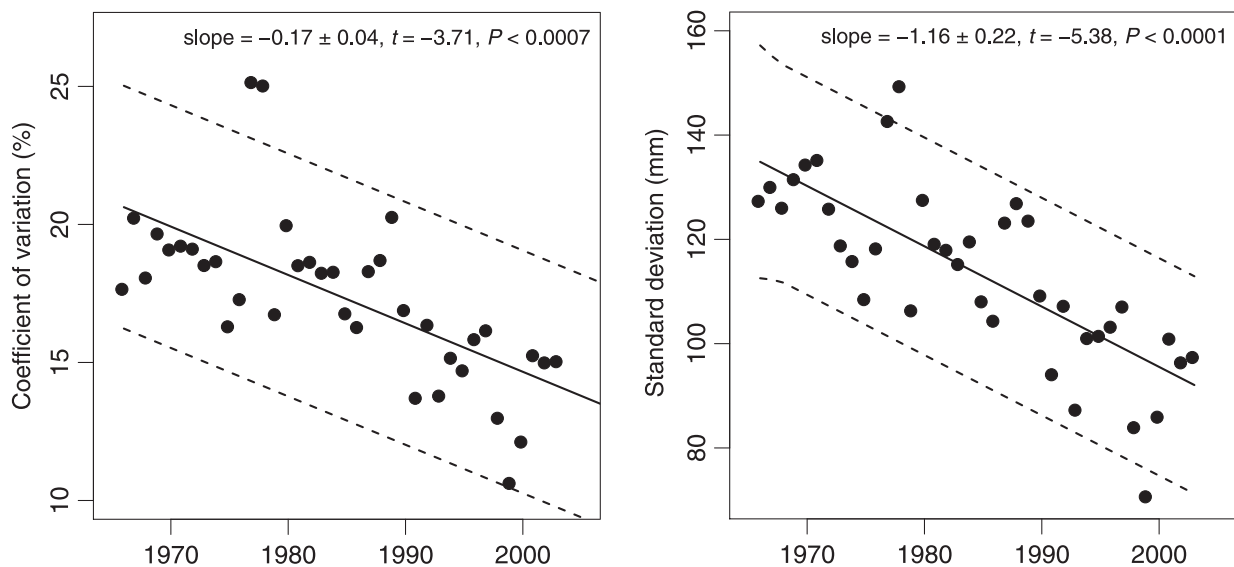 slope = −0.17 ± 0.04, t = −3.71, P < 0.0007
Coefficient of variation (%)
25
20
15
10
1970 1980 1990 2000
slope = −1.16 ± 0.22, t = −5.38, P < 0.0001
Standard deviation (mm)
160
140
120
100
80
1970 1980 1990 2000